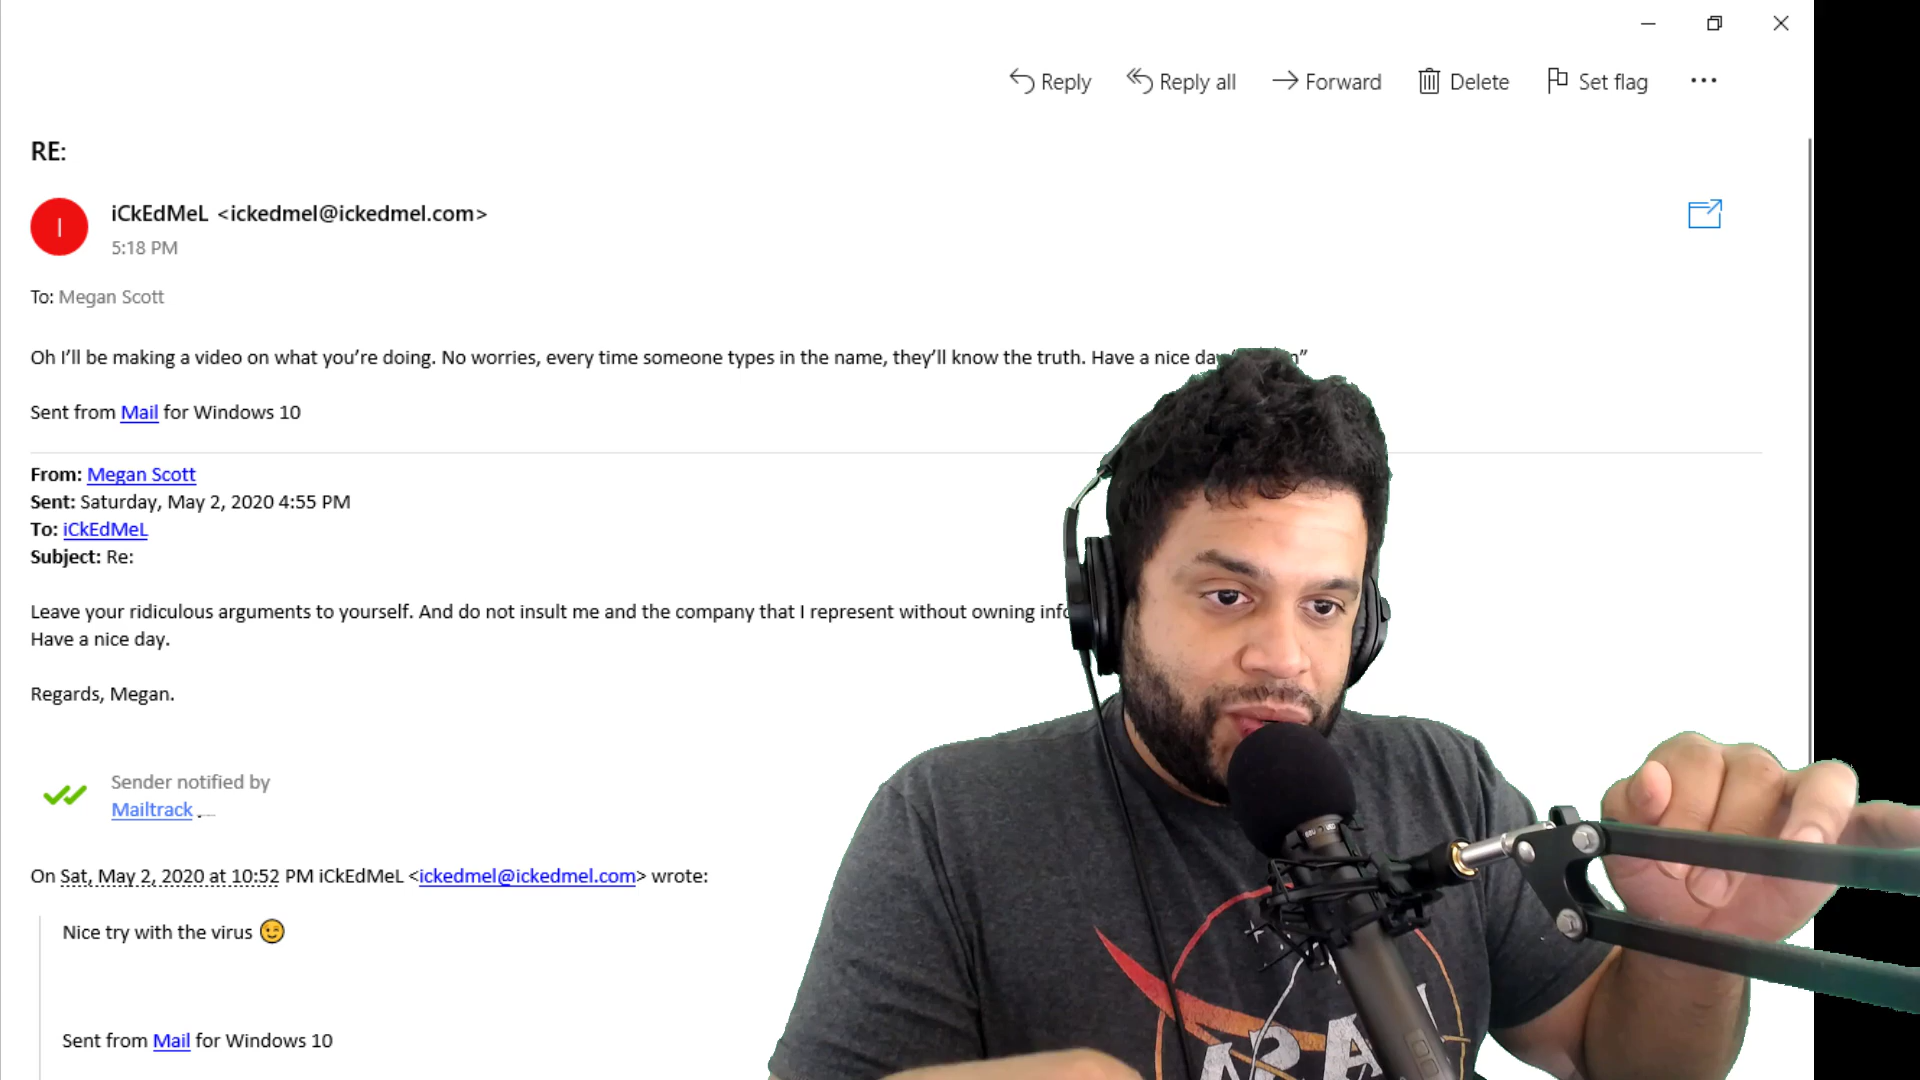 Reply
Reply all
Forward
Delete
Set flag
RE:
I
iCkEdMeL <ickedmel@ickedmel.com>
5:18 PM
To: Megan Scott
Oh I’ll be making a video on what you’re doing. No worries, every time someone types in the name, they’ll know the truth. Have a nice
Sent from Mail for Windows 10
From: Megan Scott
Sent: Saturday, May 2, 2020 4:55 PM
To: iCkEdMeL
Subject: Re:
Leave your ridiculous arguments to yourself. And do not insult me and the company that I represent without owning
Have a nice day.
Regards, Megan.
Sender notified by
Mailtrack
On Sat, May 2, 2020 at 10:52 PM iCkEdMeL <ickedmel@ickedmel.com> wrote:
Nice try with the virus 😉
Sent from Mail for Windows 10